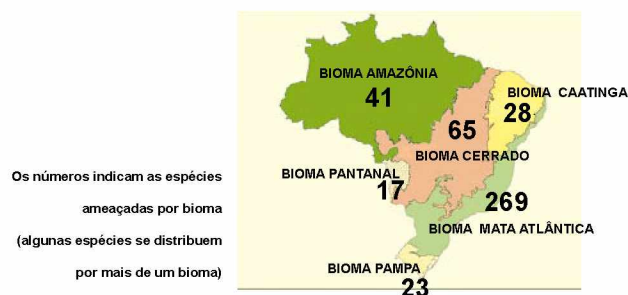 BIOMA AMAZÔNIA
41
BIOMA CAATINGA
28
65
BIOMA CERRADO
BIOMA PANTANAL
17
269
BIOMA MATA ATLÂNTICA
BIOMA PAMPA
23
Os números indicam as espécies
ameaçadas por bioma
(algunas espécies se distribuem
por mais de um bioma)